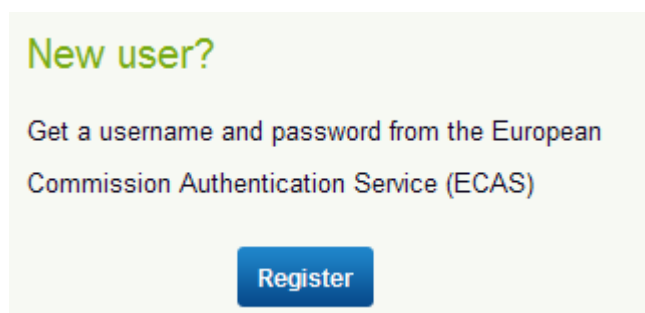 New user?
Get a username and password from the European
Commission Authentication Service (ECAS)
Register